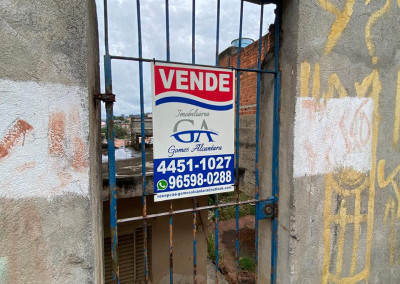 VENDE
Imobiliária
GA
Gomes Alcantara
4451-1027
96598-0288